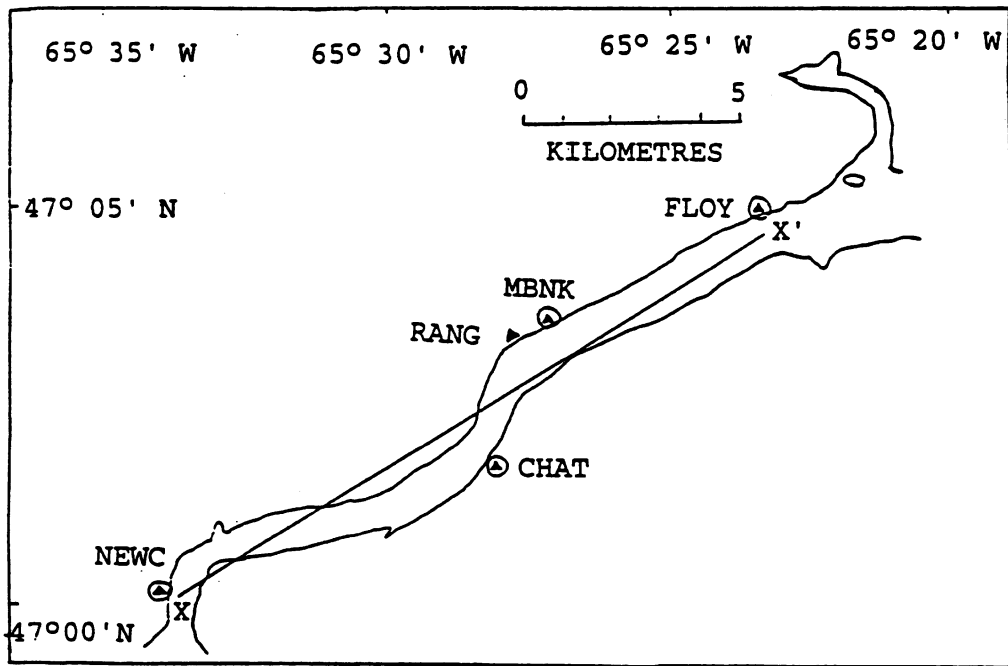 65° 35' W 65° 30' W 65° 25' W 65° 20' W
0 5
KILOMETRES
47° 05' N
FLOY
X'
MBNK
RANG
CHAT
NEWC
X
47° 00'N